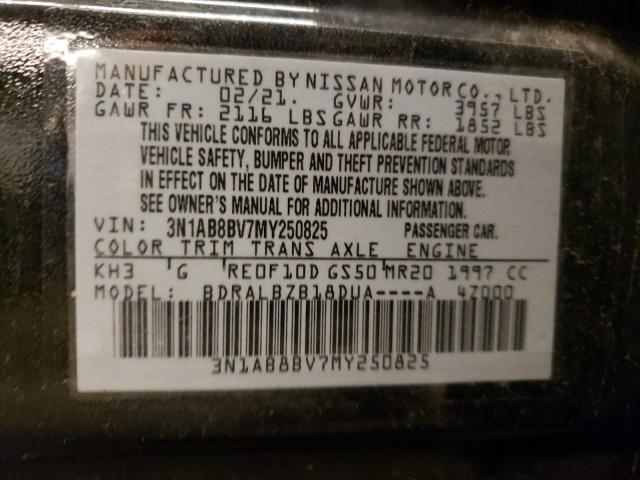 MANUFACTURED BY NISSAN MOTOR CO., LTD.
DATE: 02/21. GVWR: 3957 LBS
GAWR FR: 2116 LBS GAWR RR: 1852 LBS
THIS VEHICLE CONFORMS TO ALL APPLICABLE FEDERAL MOTOR
VEHICLE SAFETY, BUMPER AND THEFT PREVENTION STANDARDS
IN EFFECT ON THE DATE OF MANUFACTURE SHOWN ABOVE.
SEE OWNER'S MANUAL FOR ADDITIONAL INFORMATION.
VIN: 3N1AB8BV7MY250825 PASSENGER CAR.
COLOR TRIM TRANS AXLE ENGINE
KH3 G RE0F10D GS50 MR20 1997 CC
MODEL: BDRALBZB18DUA----A 4Z000
3N1AB8BV7MY250825